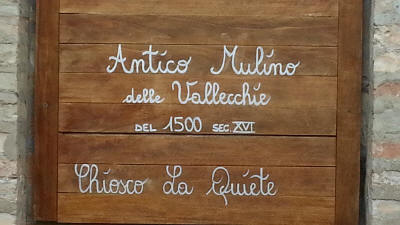 Antico Mulino
delle Vallecchie
DEL 1500 SEC. XVI
Chiosco La Quiete